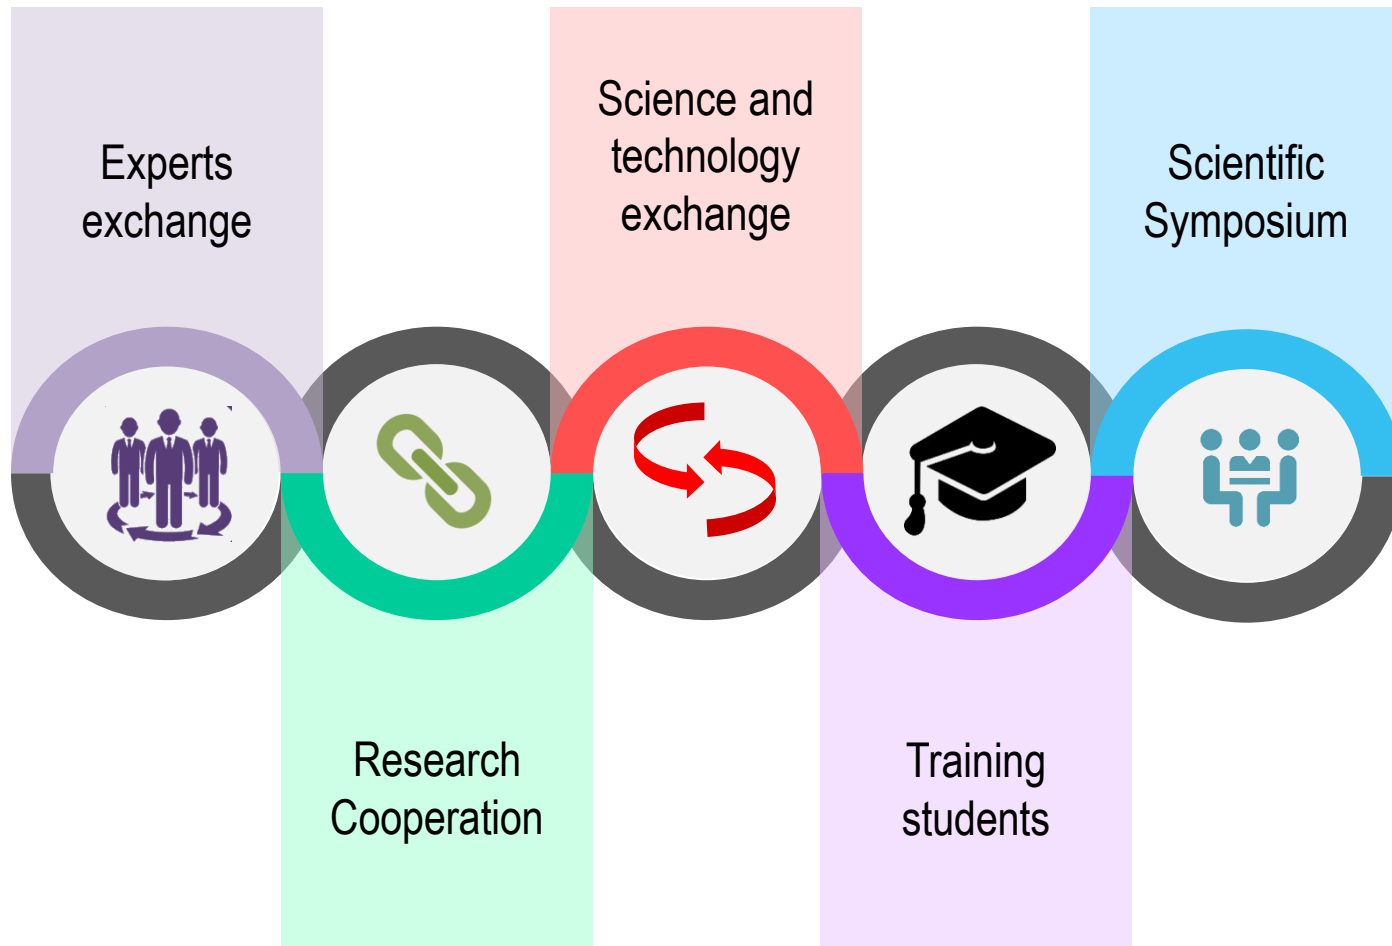 Experts
exchange
Research
Cooperation
Science and
technology
exchange
Training
students
Scientific
Symposium